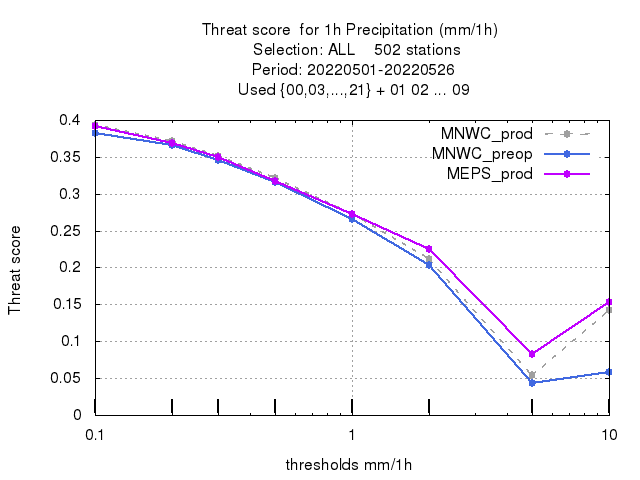 Threat score  for 1h Precipitation (mm/1h)
Selection: ALL    502 stations
Period: 20220501-20220526
Used {00,03,...,21} + 01 02 ... 09
MNWC_prod
MNWC_preop
MEPS_prod
0.4
0.35
0.3
0.25
0.2
0.15
0.1
0.05
0
Threat score
0.1
1
10
thresholds mm/1h